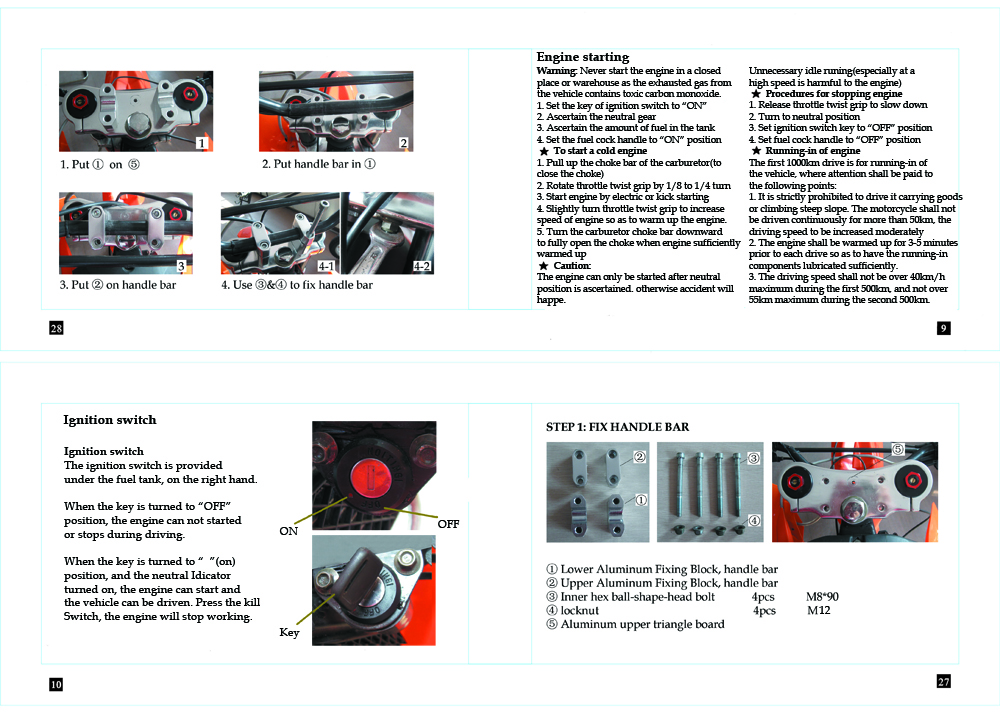 1
2
1. Put ① on ⑤
2. Put handle bar in ①
3
4-1
4-2
3. Put ② on handle bar
4. Use ③&④ to fix handle bar
28
Engine starting
Warning: Never start the engine in a closed
place or warehouse as the exhausted gas from
the vehicle contains toxic carbon monoxide.
1. Set the key of ignition switch to “ON”
2. Ascertain the neutral gear
3. Ascertain the amount of fuel in the tank
4. Set the fuel cock handle to “ON” position
★ To start a cold engine
1. Pull up the choke bar of the carburetor(to
close the choke)
2. Rotate throttle twist grip by 1/8 to 1/4 turn
3. Start engine by electric or kick starting
4. Slightly turn throttle twist grip to increase
speed of engine so as to warm up the engine.
5. Turn the carburetor choke bar downward
to fully open the choke when engine sufficiently
warmed up
★ Caution:
The engine can only be started after neutral
position is ascertained. otherwise accident will
happe.
Unnecessary idle runing(especially at a
high speed is harmful to the engine)
★ Procedures for stopping engine
1. Release throttle twist grip to slow down
2. Turn to neutral position
3. Set ignition switch key to “OFF” position
4. Set fuel cock handle to “OFF” position
★ Running-in of engine
The first 1000km drive is for running-in of
the vehicle, where attention shall be paid to
the following points:
1. It is strictly prohibited to drive it carrying goods
or climbing steep slope. The motorcycle shall not
be driven continuously for more than 50km, the
driving speed to be increased moderately
2. The engine shall be warmed up for 3-5 minutes
prior to each drive so as to have the running-in
components lubricated sufficiently.
3. The driving speed shall not be over 40km/h
maximum during the first 500km, and not over
55km maximum during the second 500km.
9
Ignition switch
Ignition switch
The ignition switch is provided
under the fuel tank, on the right hand.
When the key is turned to “OFF”
position, the engine can not started
or stops during driving.
When the key is turned to “ ”(on)
position, and the neutral Idicator
turned on, the engine can start and
the vehicle can be driven. Press the kill
Switch, the engine will stop working.
ON
OFF
Key
10
STEP 1: FIX HANDLE BAR
②
①
③
④
⑤
① Lower Aluminum Fixing Block, handle bar
② Upper Aluminum Fixing Block, handle bar
③ Inner hex ball-shape-head bolt 4pcs M8*90
④ locknut 4pcs M12
⑤ Aluminum upper triangle board
27